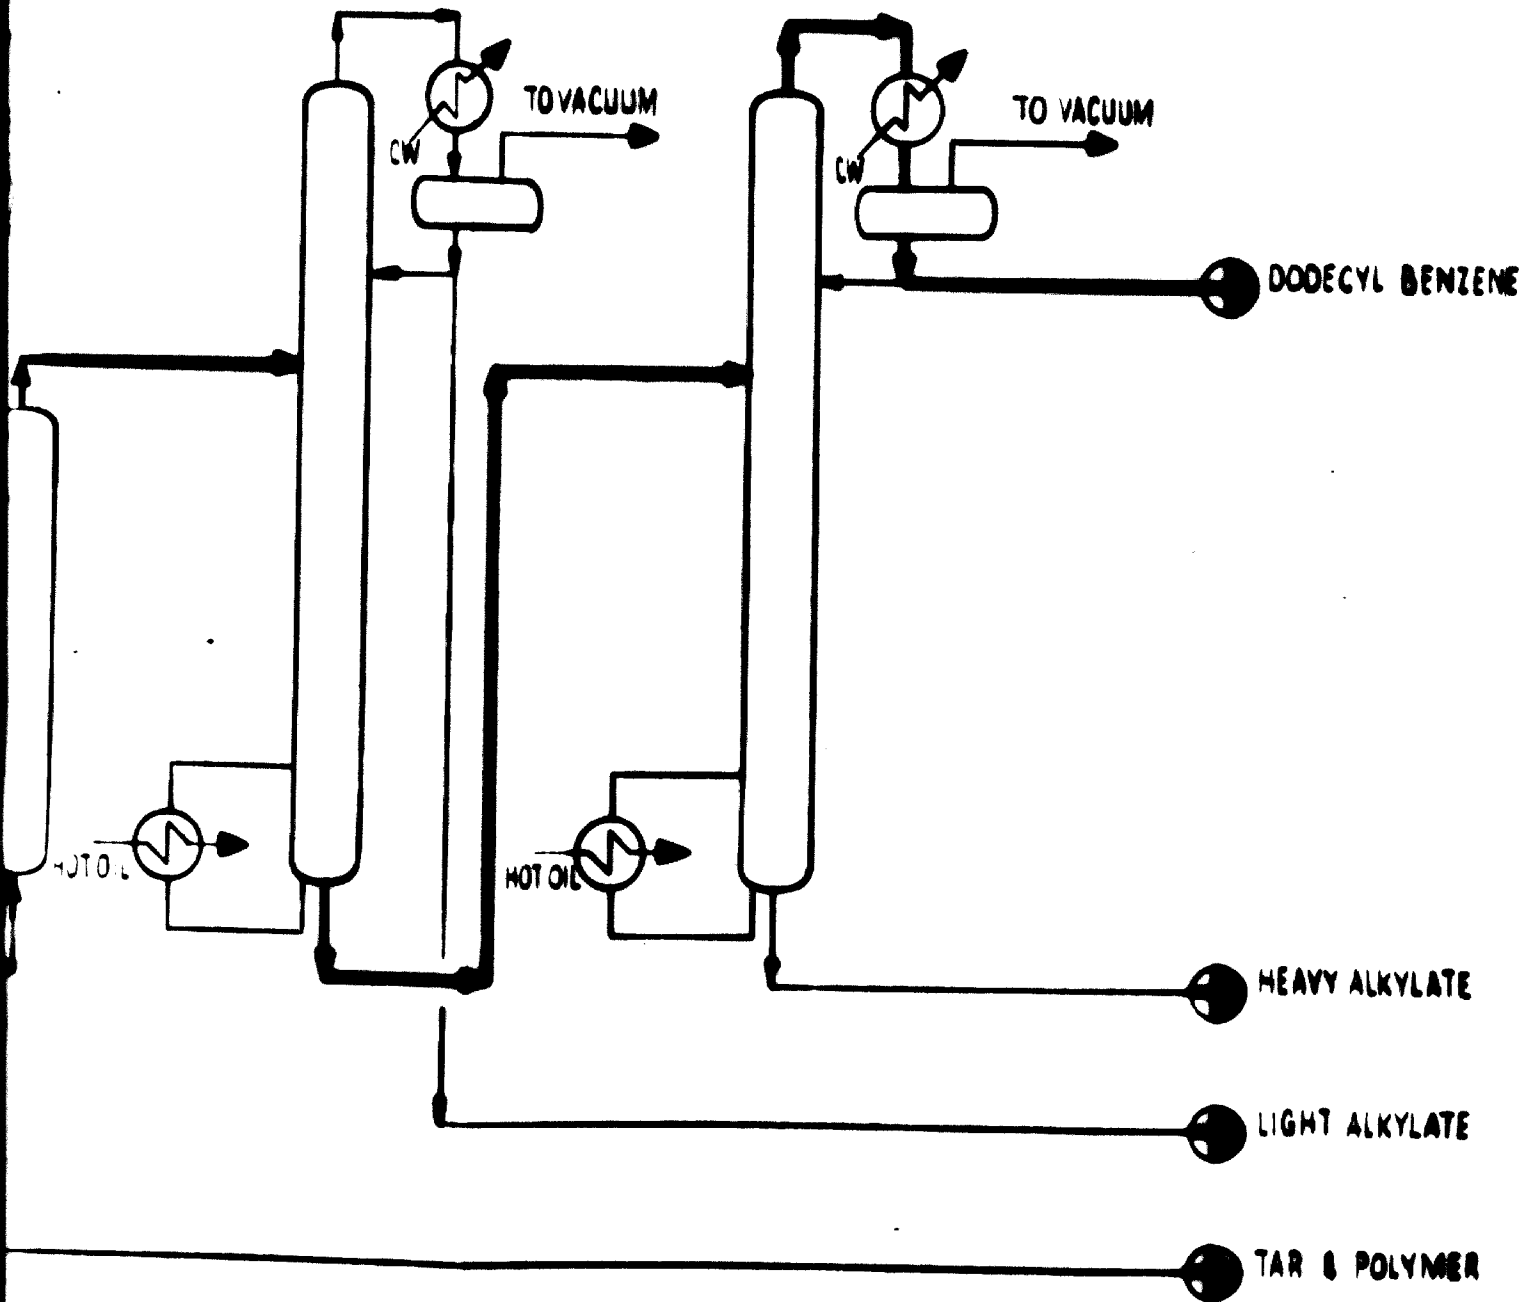 TO VACUUM
TO VACUUM
CW
CW
DODECYL BENZENE
HOT OIL
HOT OIL
HEAVY ALKYLATE
LIGHT ALKYLATE
TAR & POLYMER